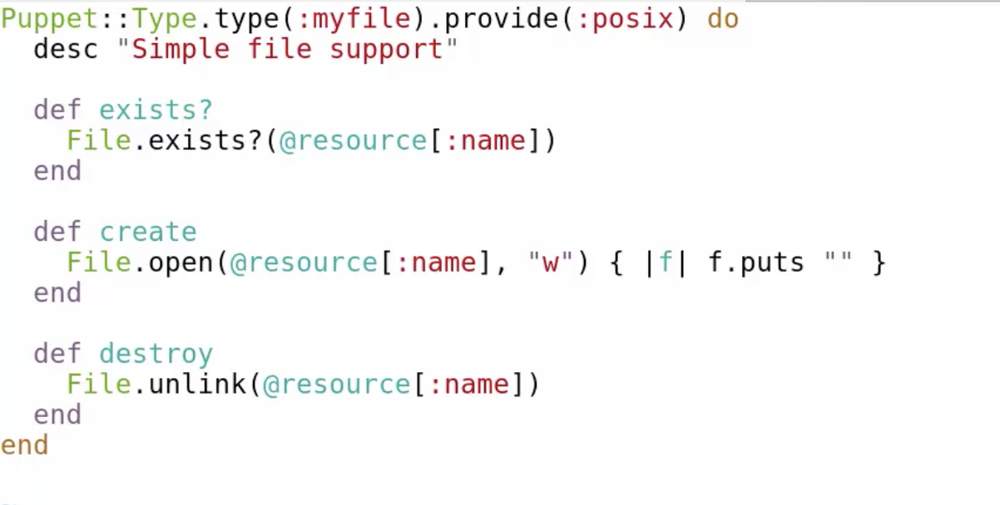 Puppet::Type.type(:myfile).provide(:posix) do
  desc "Simple file support"

  def exists?
    File.exists?(@resource[:name])
  end

  def create
    File.open(@resource[:name], "w") { |f| f.puts "" }
  end

  def destroy
    File.unlink(@resource[:name])
  end
end